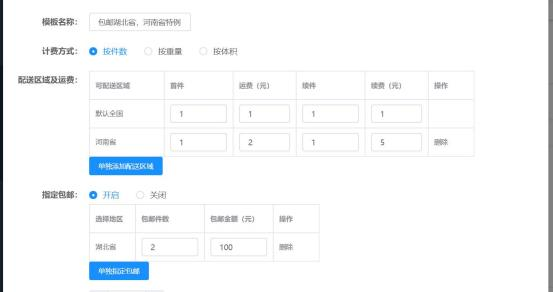 模板名称： 包邮湖北省，河南省特例
计费方式： 按件数 按重量 按体积
配送区域及运费： 可配送区域 首件 运费（元） 续件 续费（元） 操作
默认全国 1 1 1 1
河南省 1 2 1 5 删除
单独添加配送区域
指定包邮： 开启 关闭
选择地区 包邮件数 包邮金额（元） 操作
湖北省 2 100 删除
单独指定包邮